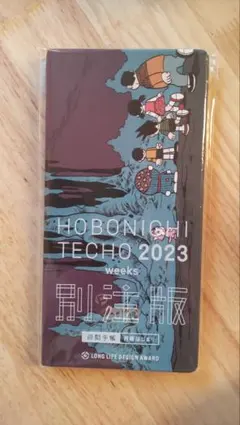 HOBONICHI
TECHO 2023
weeks
別注版
LONG LIFE DESIGN AWARD